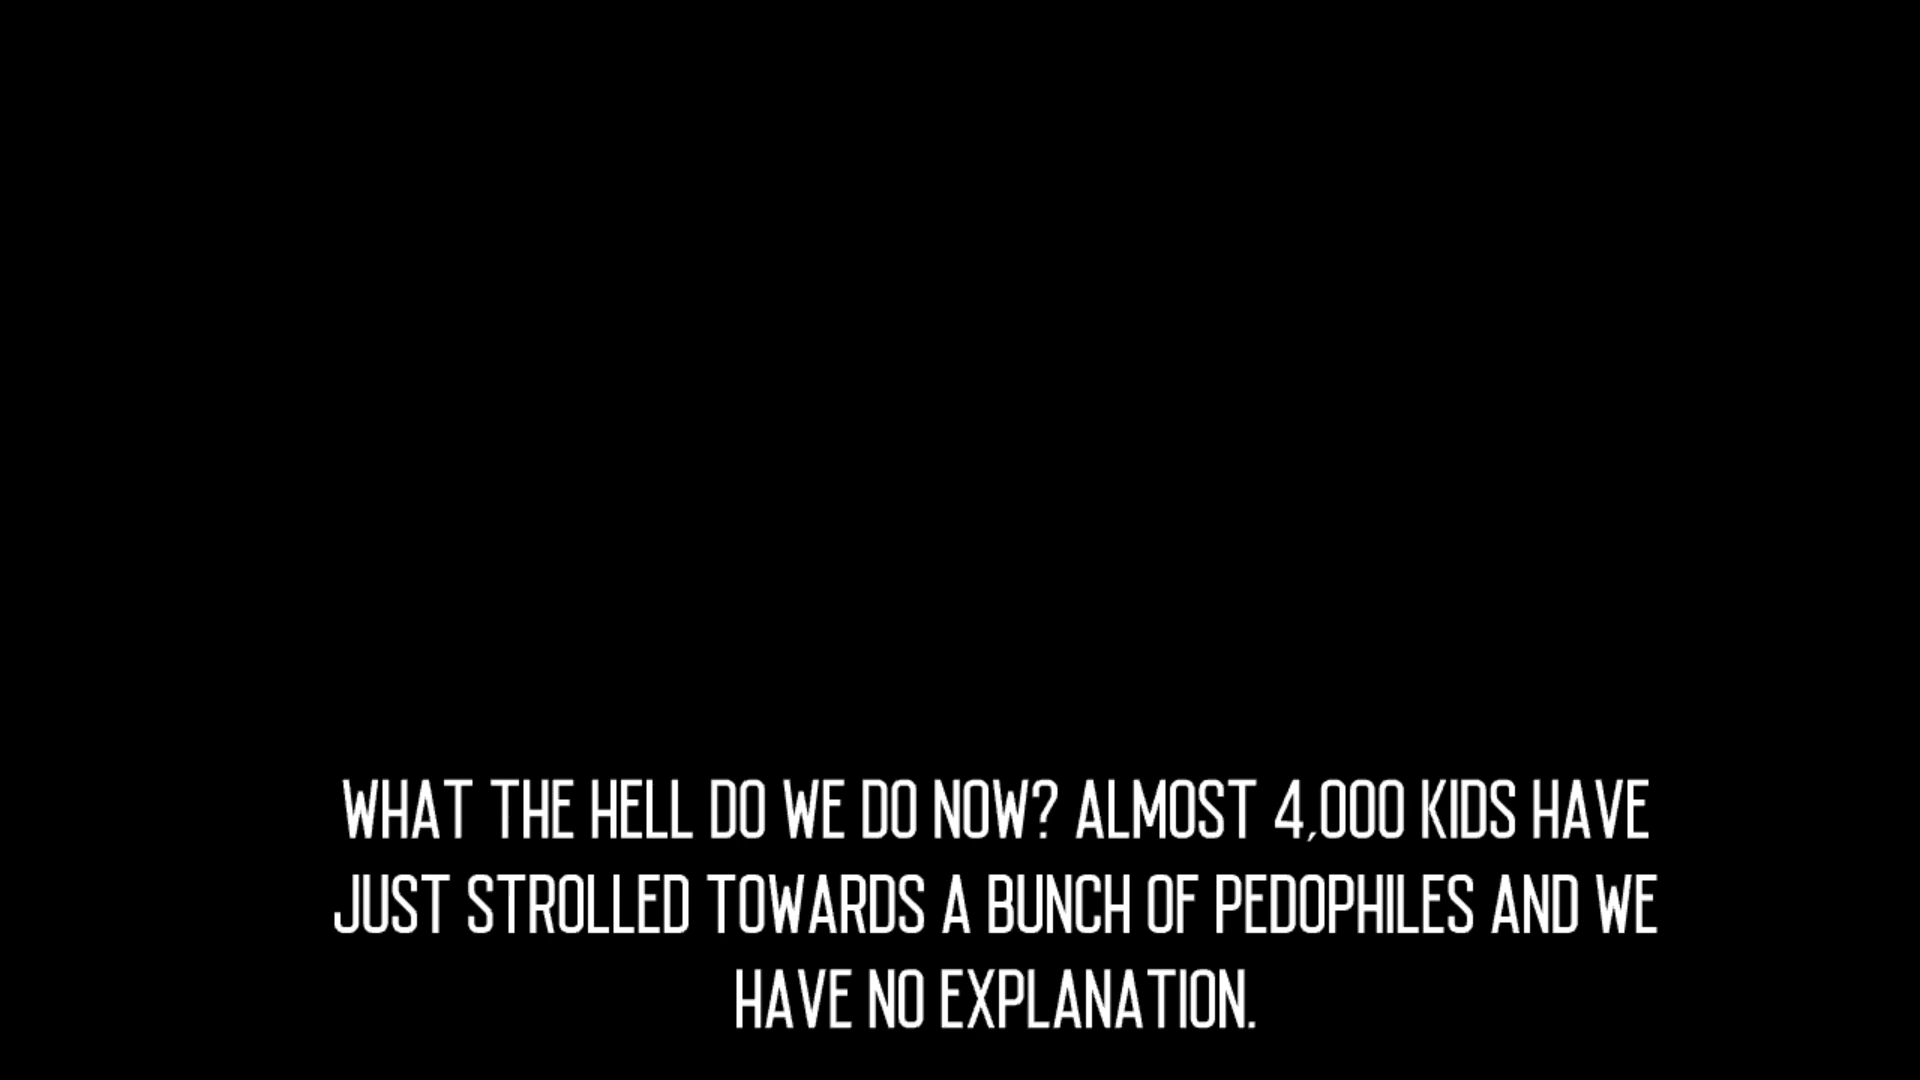 WHAT THE HELL DO WE DO NOW? ALMOST 4,000 KIDS HAVE
JUST STROLLED TOWARDS A BUNCH OF PEDOPHILES AND WE
HAVE NO EXPLANATION.